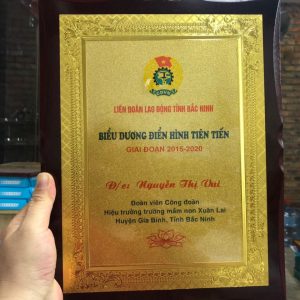 LIÊN ĐOÀN LAO ĐỘNG TỈNH BẮC NINH
BIỂU DƯƠNG ĐIỂN HÌNH TIÊN TIẾN
GIAI ĐOẠN 2015-2020
Đ/c: Nguyễn Thị Vui
Đoàn viên Công đoàn
Hiệu trưởng trường mầm non Xuân Lai
Huyện Gia Bình, Tỉnh Bắc Ninh